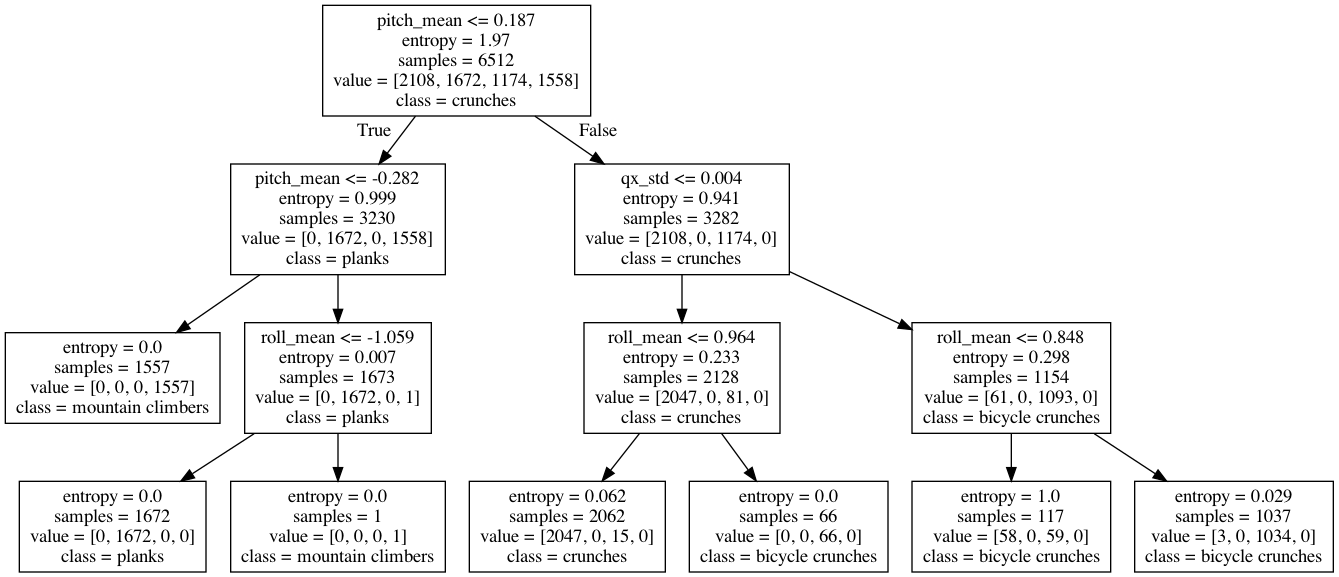 pitch_mean <= 0.187
entropy = 1.97
samples = 6512
value = [2108, 1672, 1174, 1558]
class = crunches
True
False
pitch_mean <= -0.282
entropy = 0.999
samples = 3230
value = [0, 1672, 0, 1558]
class = planks
qx_std <= 0.004
entropy = 0.941
samples = 3282
value = [2108, 0, 1174, 0]
class = crunches
entropy = 0.0
samples = 1557
value = [0, 0, 0, 1557]
class = mountain climbers
roll_mean <= -1.059
entropy = 0.007
samples = 1673
value = [0, 1672, 0, 1]
class = planks
roll_mean <= 0.964
entropy = 0.233
samples = 2128
value = [2047, 0, 81, 0]
class = crunches
roll_mean <= 0.848
entropy = 0.298
samples = 1154
value = [61, 0, 1093, 0]
class = bicycle crunches
entropy = 0.0
samples = 1672
value = [0, 1672, 0, 0]
class = planks
entropy = 0.0
samples = 1
value = [0, 0, 0, 1]
class = mountain climbers
entropy = 0.062
samples = 2062
value = [2047, 0, 15, 0]
class = crunches
entropy = 0.0
samples = 66
value = [0, 0, 66, 0]
class = bicycle crunches
entropy = 1.0
samples = 117
value = [58, 0, 59, 0]
class = bicycle crunches
entropy = 0.029
samples = 1037
value = [3, 0, 1034, 0]
class = bicycle crunches